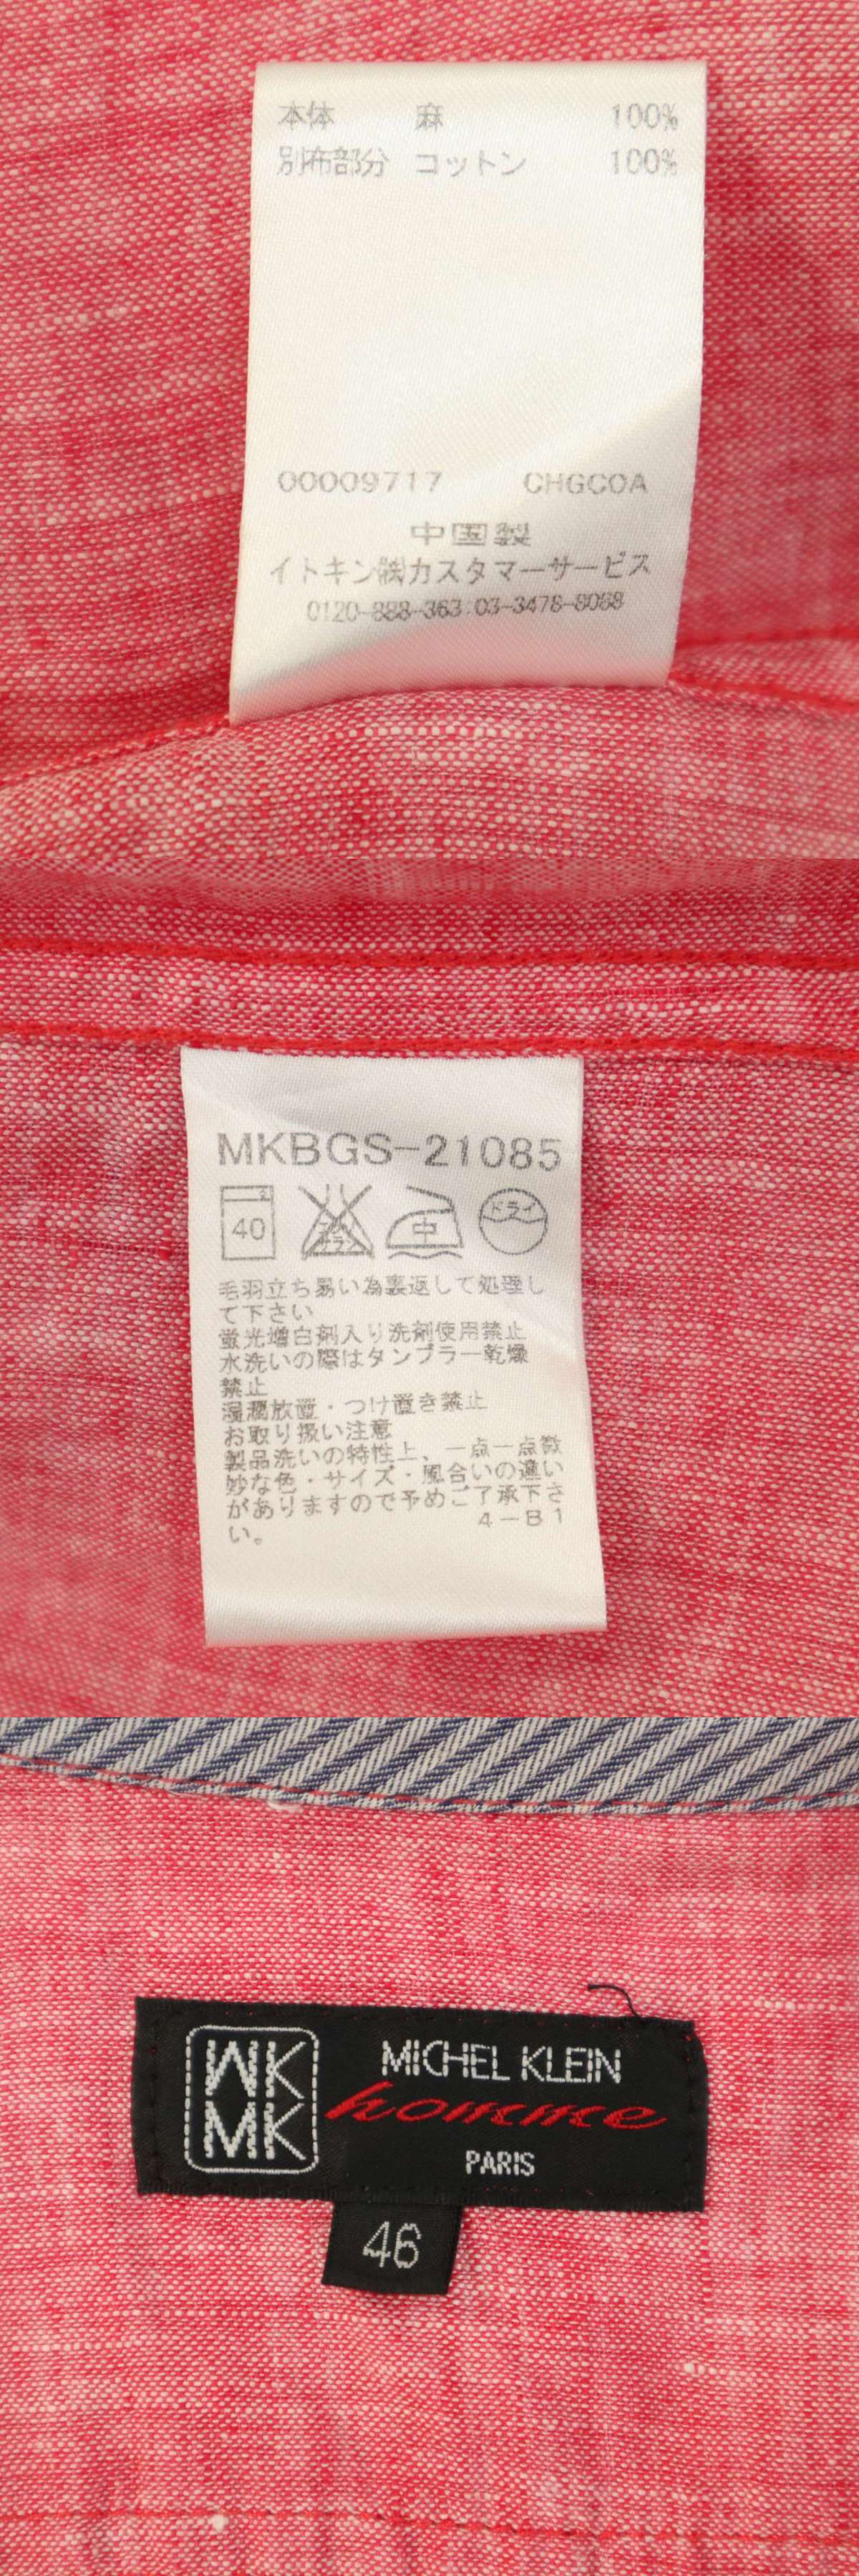 本体 麻 100%
別布部分 コットン 100%
00009717 CHGCOA
中国製
イトキン㈱カスタマーサービス
0120-888-363:03-3478-8088
MKBGS-21085
40 エンソサラシ 中 ドライ
毛羽立ち易い為裏返して処理し
て下さい
蛍光増白剤入り洗剤使用禁止
水洗いの際はタンブラー乾燥
禁止
湿潤放置・つけ置き禁止
お取り扱い注意
製品洗いの特性上、一点一点微
妙な色・サイズ・風合いの違い
がありますので予めご了承下さ
い。 4-B1
MK
MK
MICHEL KLEIN
homme
PARIS
46